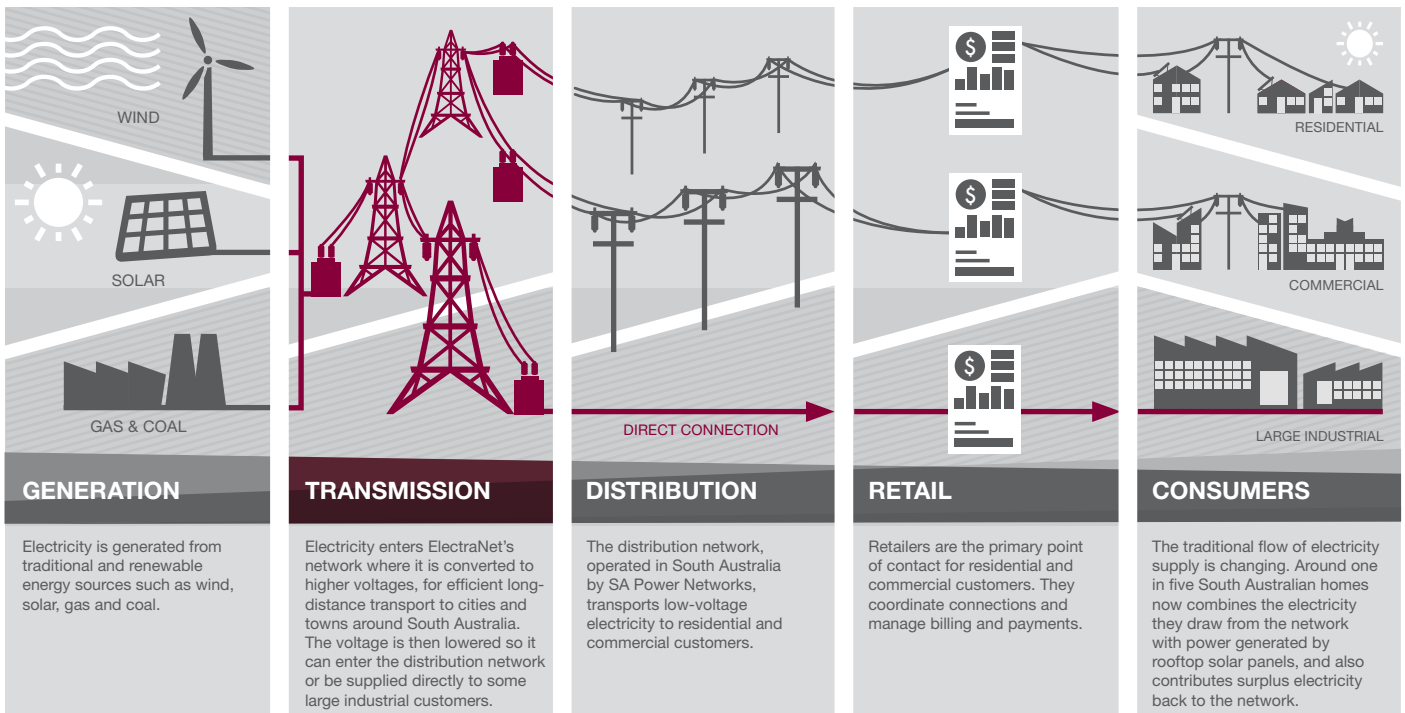 WIND
SOLAR
GAS & COAL
GENERATION
Electricity is generated from
traditional and renewable
energy sources such as wind,
solar, gas and coal.
TRANSMISSION
Electricity enters ElectraNet's
network where it is converted to
higher voltages, for efficient long-
distance transport to cities and
towns around South Australia.
The voltage is then lowered so it
can enter the distribution network
or be supplied directly to some
large industrial customers.
DIRECT CONNECTION
DISTRIBUTION
The distribution network,
operated in South Australia
by SA Power Networks,
transports low-voltage
electricity to residential and
commercial customers.
$
$
$
RETAIL
Retailers are the primary point
of contact for residential and
commercial customers. They
coordinate connections and
manage billing and payments.
RESIDENTIAL
COMMERCIAL
LARGE INDUSTRIAL
CONSUMERS
The traditional flow of electricity
supply is changing. Around one
in five South Australian homes
now combines the electricity
they draw from the network
with power generated by
rooftop solar panels, and also
contributes surplus electricity
back to the network.